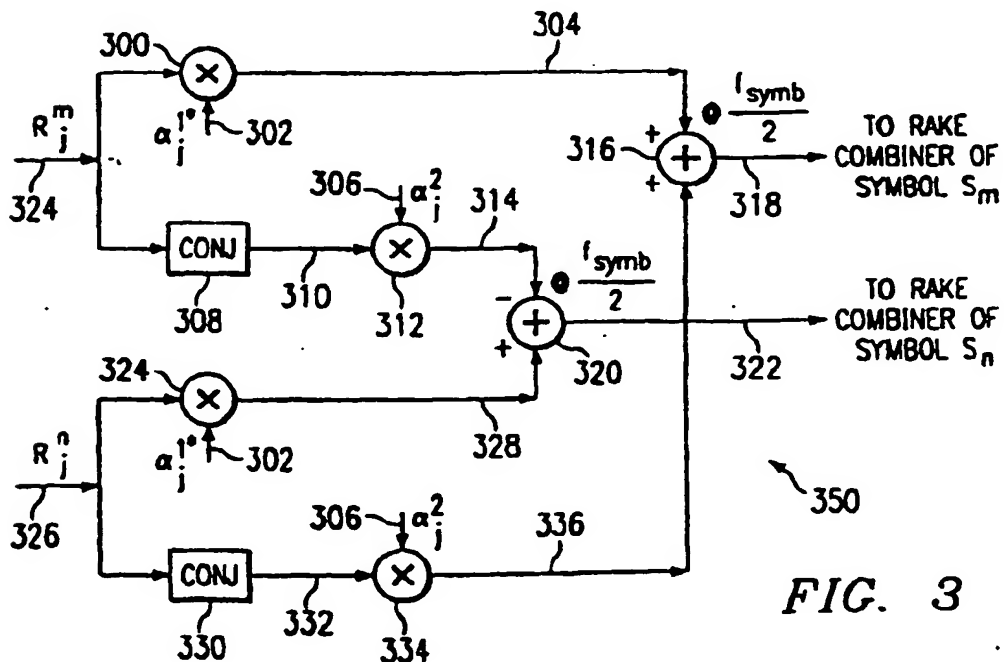 300
304
R_j^m
324
α_j^1*
302
306
α_j^2
314
316
+
+
@ f_symb/2
318
TO RAKE
COMBINER OF
SYMBOL S_m
CONJ
308
310
312
@ f_symb/2
-
+
320
322
TO RAKE
COMBINER OF
SYMBOL S_n
324
R_j^n
326
α_j^1*
302
328
350
306
α_j^2
336
CONJ
330
332
334
FIG. 3